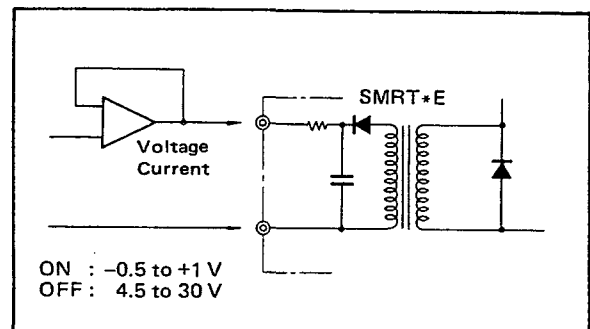 SMRT*E
Voltage
Current
ON : -0.5 to +1 V
OFF : 4.5 to 30 V